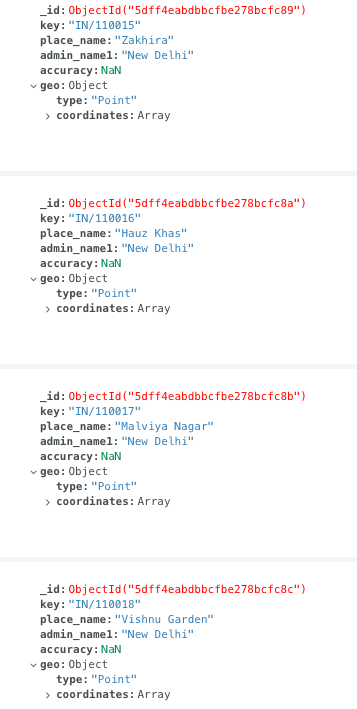 _id: ObjectId("5dff4eabdbbcfbe278bcfc89")
key: "IN/110015"
place_name: "Zakhira"
admin_name1: "New Delhi"
accuracy: NaN
geo: Object
type: "Point"
coordinates: Array
_id: ObjectId("5dff4eabdbbcfbe278bcfc8a")
key: "IN/110016"
place_name: "Hauz Khas"
admin_name1: "New Delhi"
accuracy: NaN
geo: Object
type: "Point"
coordinates: Array
_id: ObjectId("5dff4eabdbbcfbe278bcfc8b")
key: "IN/110017"
place_name: "Malviya Nagar"
admin_name1: "New Delhi"
accuracy: NaN
geo: Object
type: "Point"
coordinates: Array
_id: ObjectId("5dff4eabdbbcfbe278bcfc8c")
key: "IN/110018"
place_name: "Vishnu Garden"
admin_name1: "New Delhi"
accuracy: NaN
geo: Object
type: "Point"
coordinates: Array